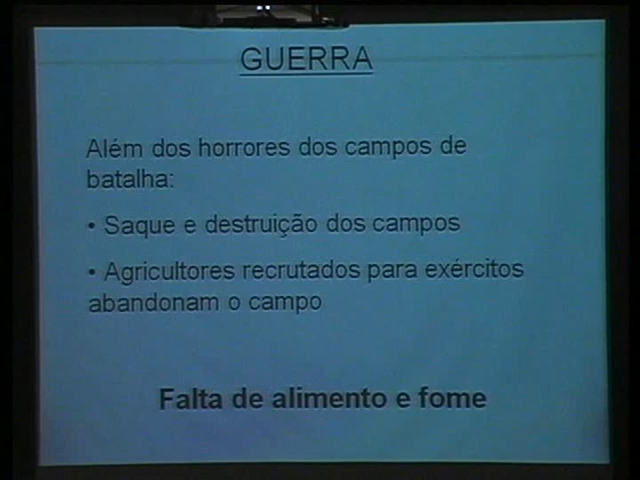 GUERRA
Além dos horrores dos campos de
batalha:
• Saque e destruição dos campos
• Agricultores recrutados para exércitos
abandonam o campo
Falta de alimento e fome